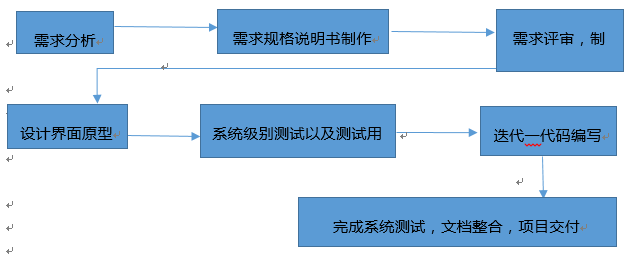 需求分析
需求规格说明书制作
需求评审，制
设计界面原型
系统级别测试以及测试用
迭代一代码编写
完成系统测试，文档整合，项目交付